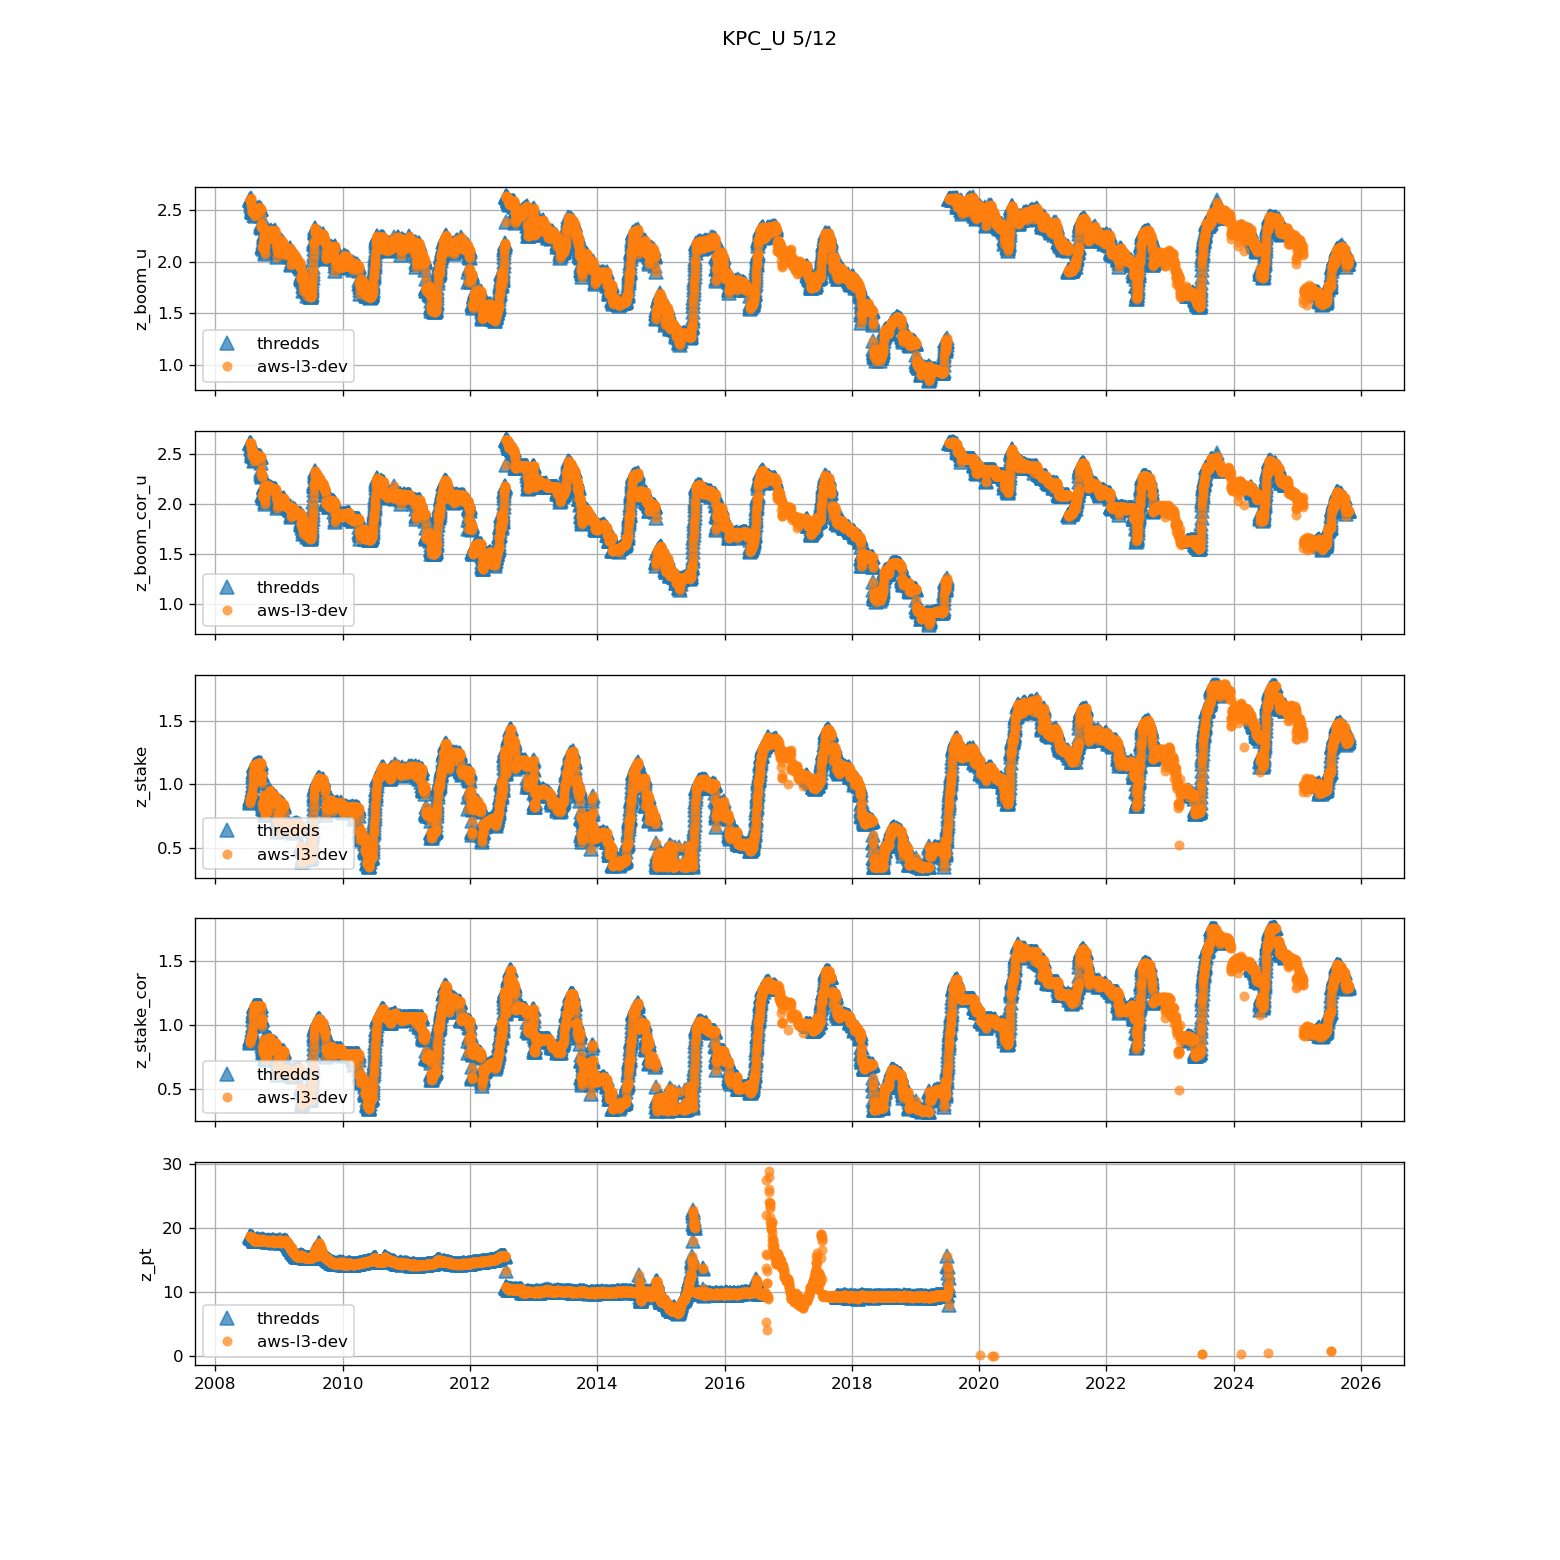 KPC_U 5/12
z_boom_u
2.5
2.0
1.5
1.0
thredds
aws-l3-dev
z_boom_cor_u
2.5
2.0
1.5
1.0
thredds
aws-l3-dev
z_stake
1.5
1.0
0.5
thredds
aws-l3-dev
z_stake_cor
1.5
1.0
0.5
thredds
aws-l3-dev
z_pt
30
20
10
0
thredds
aws-l3-dev
2008 2010 2012 2014 2016 2018 2020 2022 2024 2026